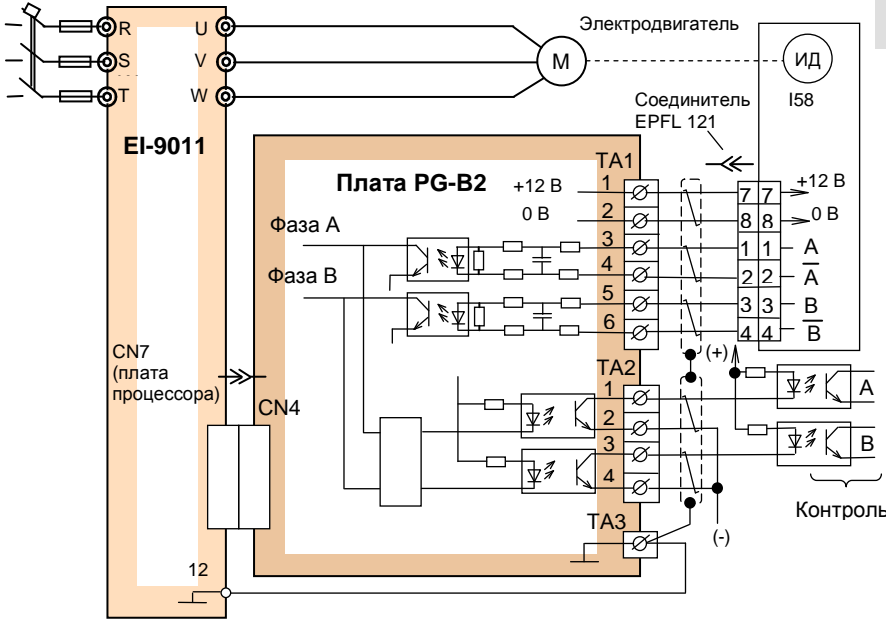 R
S
T
U
V
W
EI-9011
Электродвигатель
М
ИД
I58
Соединитель
EPFL 121
Плата PG-B2
TA1
+12 В
0 В
1
2
3
4
5
6
Фаза А
Фаза В
7 7 +12 В
8 8 0 В
1 1 A
2 2 A̅
3 3 B
4 4 B̅
(+)
CN7
(плата
процессора)
CN4
TA2
1
2
3
4
A
B
Контроль
TA3
(-)
12